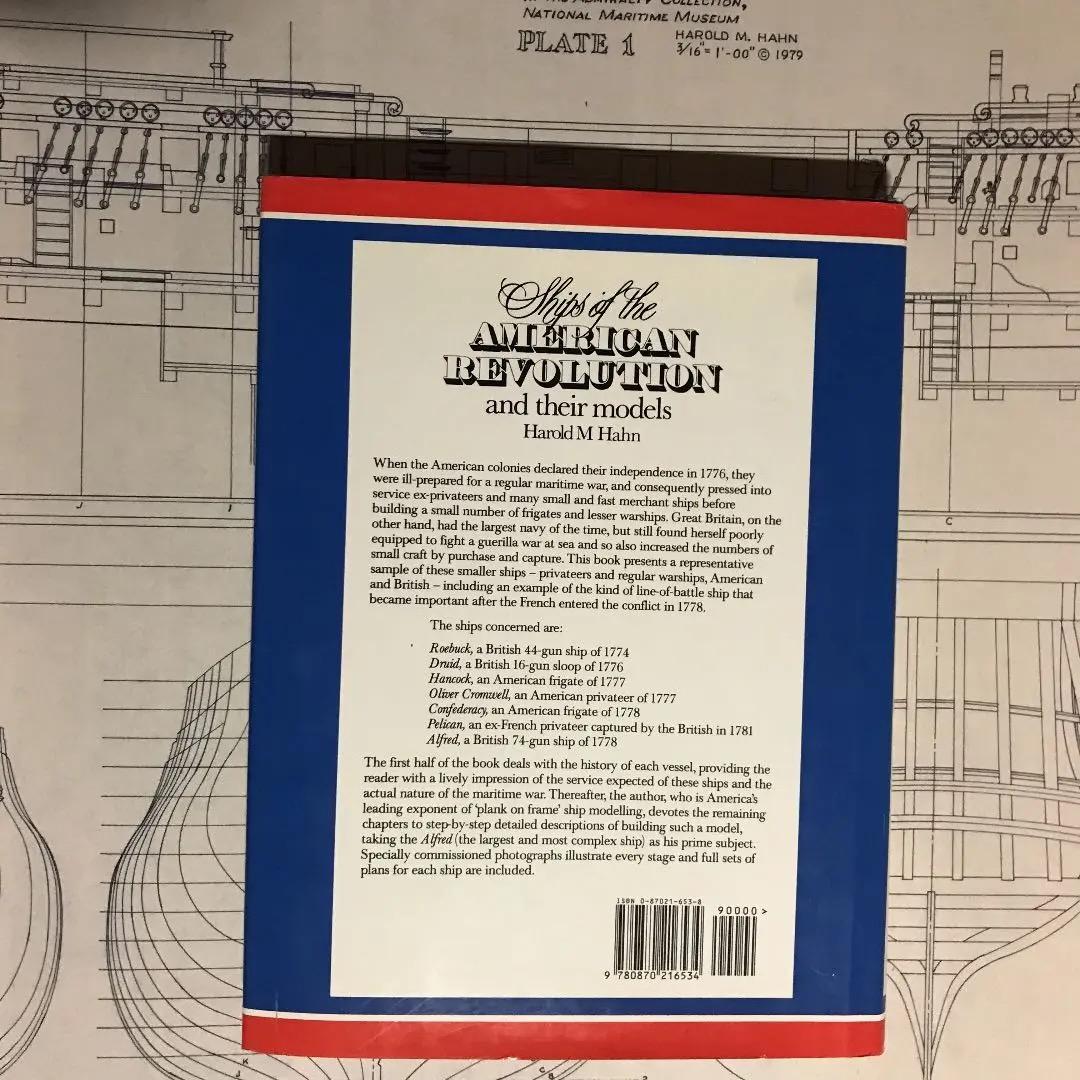 NATIONAL MARITIME MUSEUM
PLATE 1
HAROLD M. HAHN
3/16"= 1'-00" © 1979
Ships of the
AMERICAN
REVOLUTION
and their models
Harold M Hahn
When the American colonies declared their independence in 1776, they
were ill-prepared for a regular maritime war, and consequently pressed into
service ex-privateers and many small and fast merchant ships before
building a small number of frigates and lesser warships. Great Britain, on the
other hand, had the largest navy of the time, but still found herself poorly
equipped to fight a guerilla war at sea and so also increased the numbers of
small craft by purchase and capture. This book presents a representative
sample of these smaller ships – privateers and regular warships, American
and British – including an example of the kind of line-of-battle ship that
became important after the French entered the conflict in 1778.
The ships concerned are:
Roebuck, a British 44-gun ship of 1774
Druid, a British 16-gun sloop of 1776
Hancock, an American frigate of 1777
Oliver Cromwell, an American privateer of 1777
Confederacy, an American frigate of 1778
Pelican, an ex-French privateer captured by the British in 1781
Alfred, a British 74-gun ship of 1778
The first half of the book deals with the history of each vessel, providing the
reader with a lively impression of the service expected of these ships and the
actual nature of the maritime war. Thereafter, the author, who is America's
leading exponent of 'plank on frame' ship modelling, devotes the remaining
chapters to step-by-step detailed descriptions of building such a model,
taking the Alfred (the largest and most complex ship) as his prime subject.
Specially commissioned photographs illustrate every stage and full sets of
plans for each ship are included.
ISBN 0-87021-653-8
90000 >
9 780870 216534
J
C
K
J